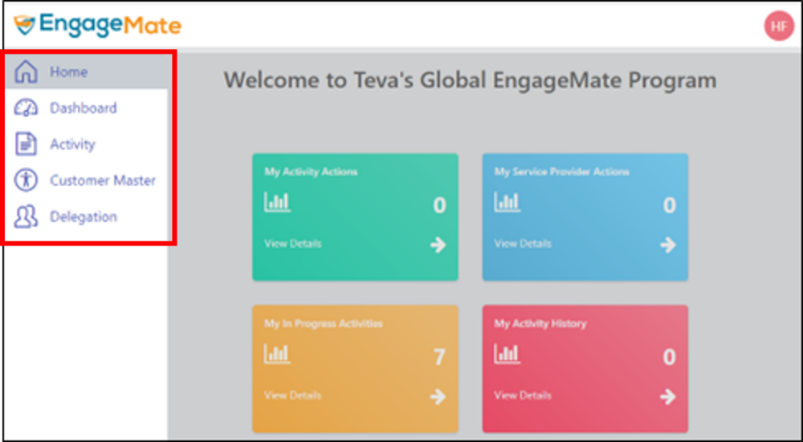 EngageMate
HF
Home
Dashboard
Activity
Customer Master
Delegation
Welcome to Teva's Global EngageMate Program
My Activity Actions
0
View Details
My Service Provider Actions
0
View Details
My In Progress Activities
7
View Details
My Activity History
0
View Details